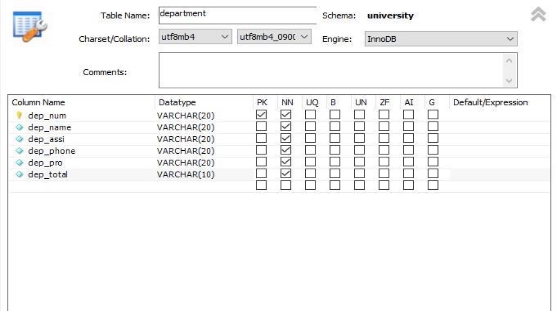 Table Name: department Schema: university
Charset/Collation: utf8mb4 utf8mb4_090( Engine: InnoDB
Comments:
Column Name Datatype PK NN UQ B UN ZF AI G Default/Expression
dep_num VARCHAR(20)
dep_name VARCHAR(20)
dep_assi VARCHAR(20)
dep_phone VARCHAR(20)
dep_pro VARCHAR(20)
dep_total VARCHAR(10)